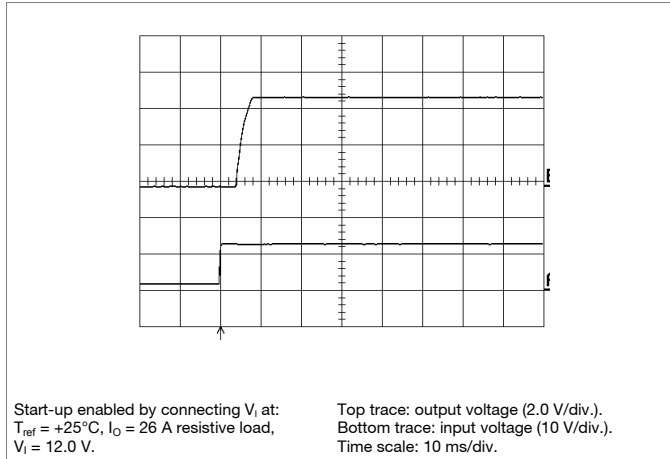 Start-up enabled by connecting V_I at:
T_ref = +25°C, I_O = 26 A resistive load,
V_I = 12.0 V.
Top trace: output voltage (2.0 V/div.).
Bottom trace: input voltage (10 V/div.).
Time scale: 10 ms/div.